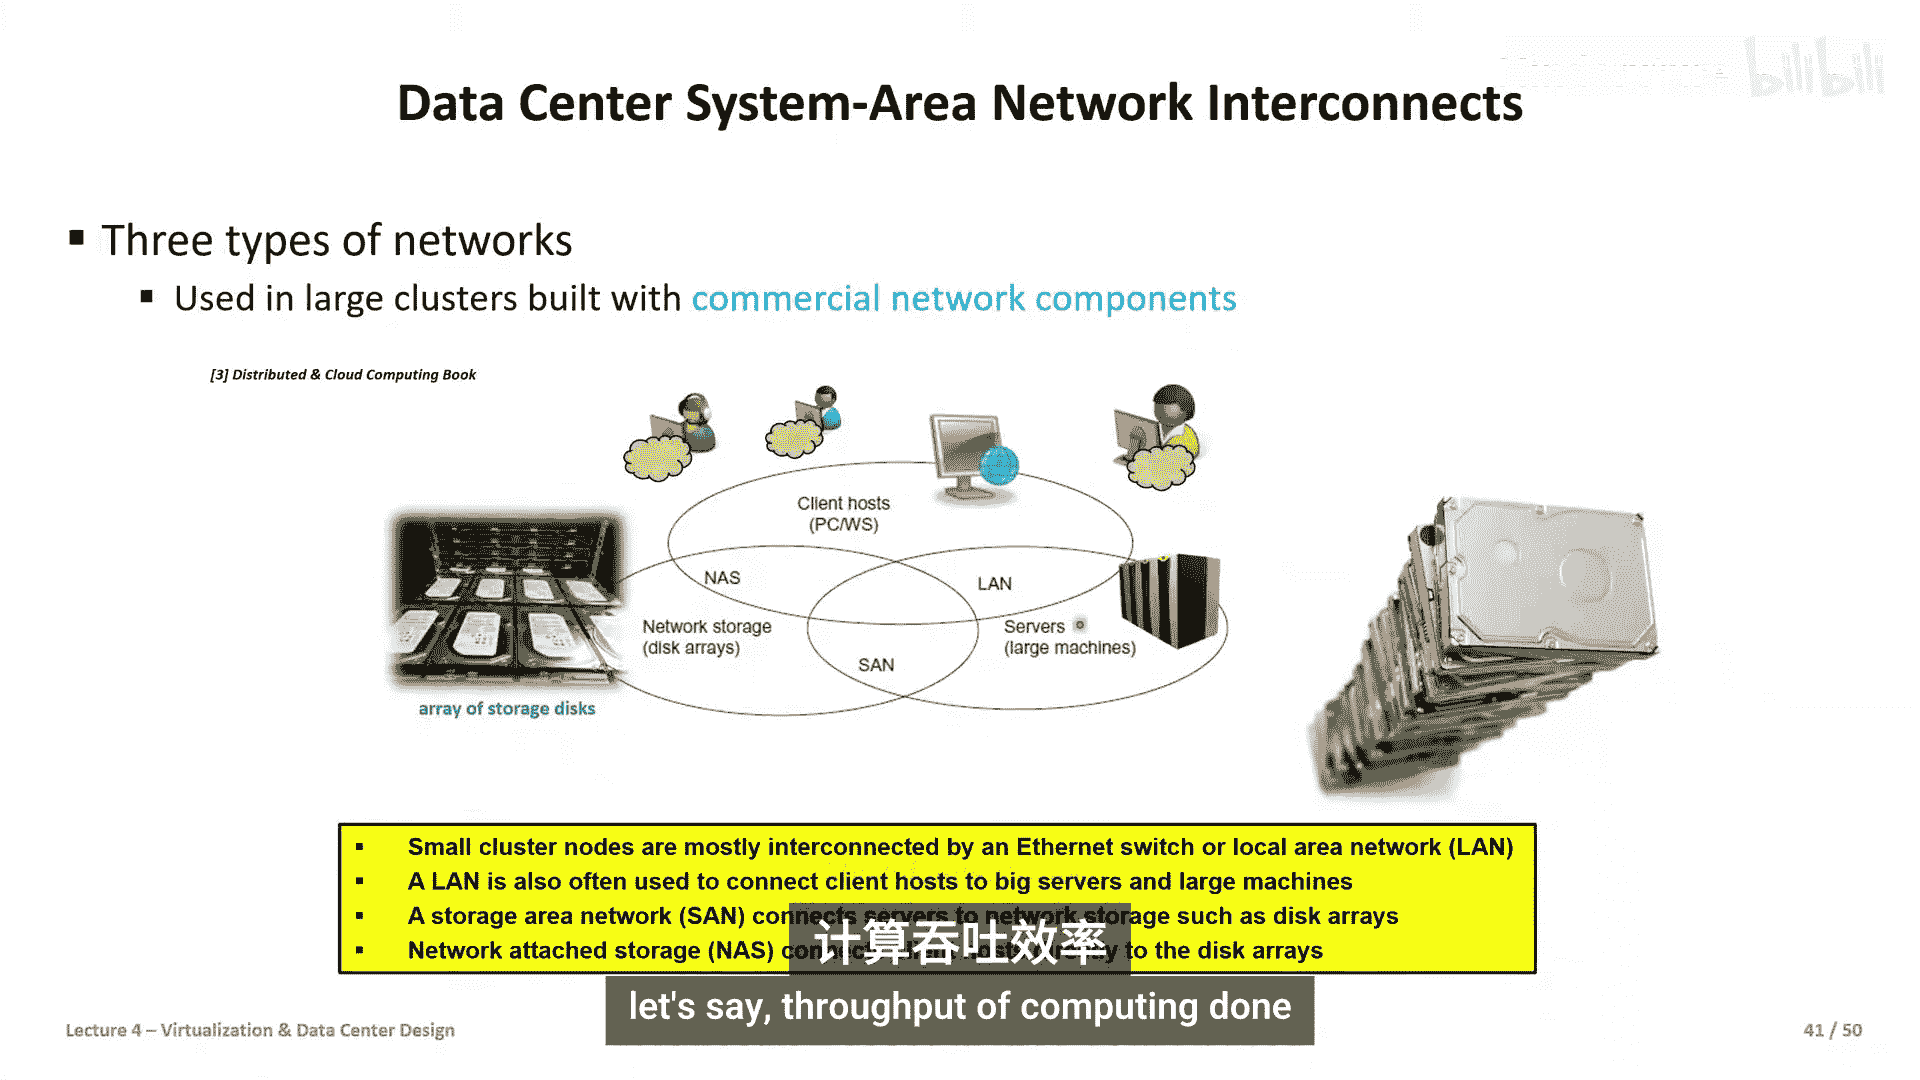 bilibili
Data Center System-Area Network Interconnects
▪ Three types of networks
▪ Used in large clusters built with commercial network components
[3] Distributed & Cloud Computing Book
Client hosts
(PC/WS)
NAS
LAN
Network storage
(disk arrays)
Servers
(large machines)
SAN
array of storage disks
▪ Small cluster nodes are mostly interconnected by an Ethernet switch or local area network (LAN)
▪ A LAN is also often used to connect client hosts to big servers and large machines
▪ A storage area network (SAN) connects servers to network storage such as disk arrays
▪ Network attached storage (NAS) to the disk arrays
计算吞吐效率
let's say, throughput of computing done
Lecture 4 – Virtualization & Data Center Design
41 / 50